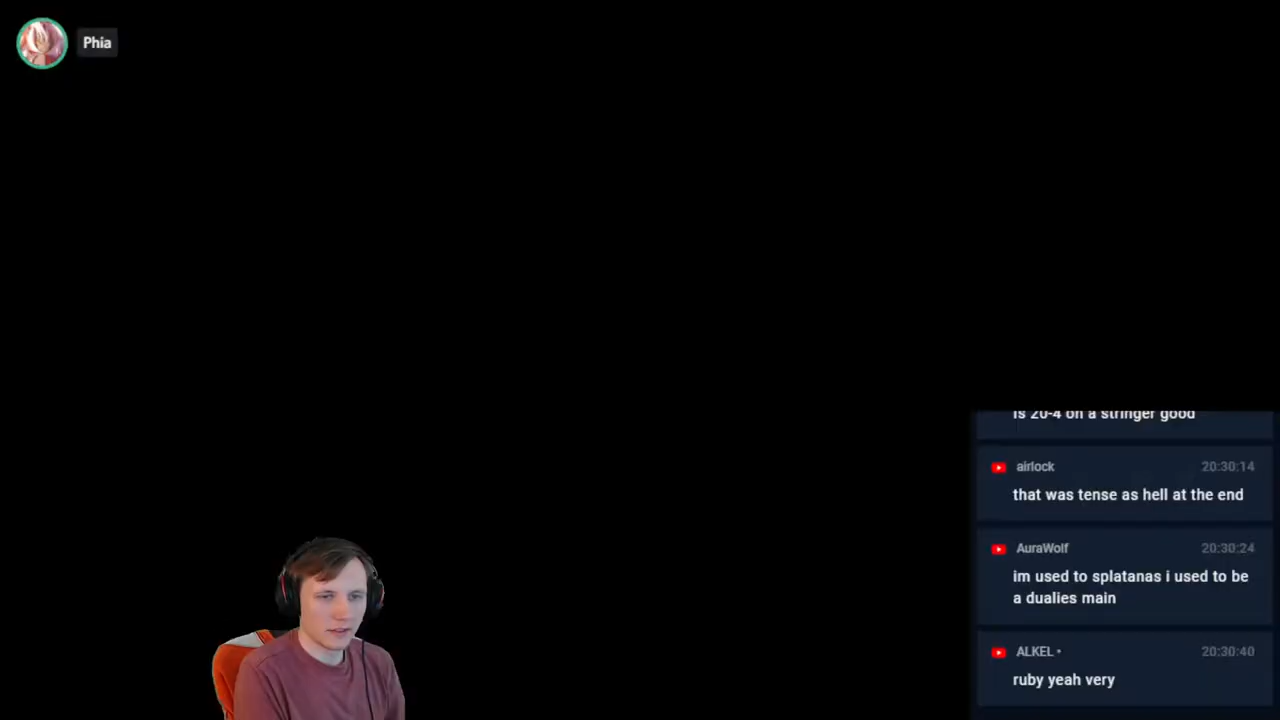 Phia
is 20-4 on a stringer good
airlock 20:30:14
that was tense as hell at the end
AuraWolf 20:30:24
im used to splatanas i used to be
a dualies main
ALKEL • 20:30:40
ruby yeah very